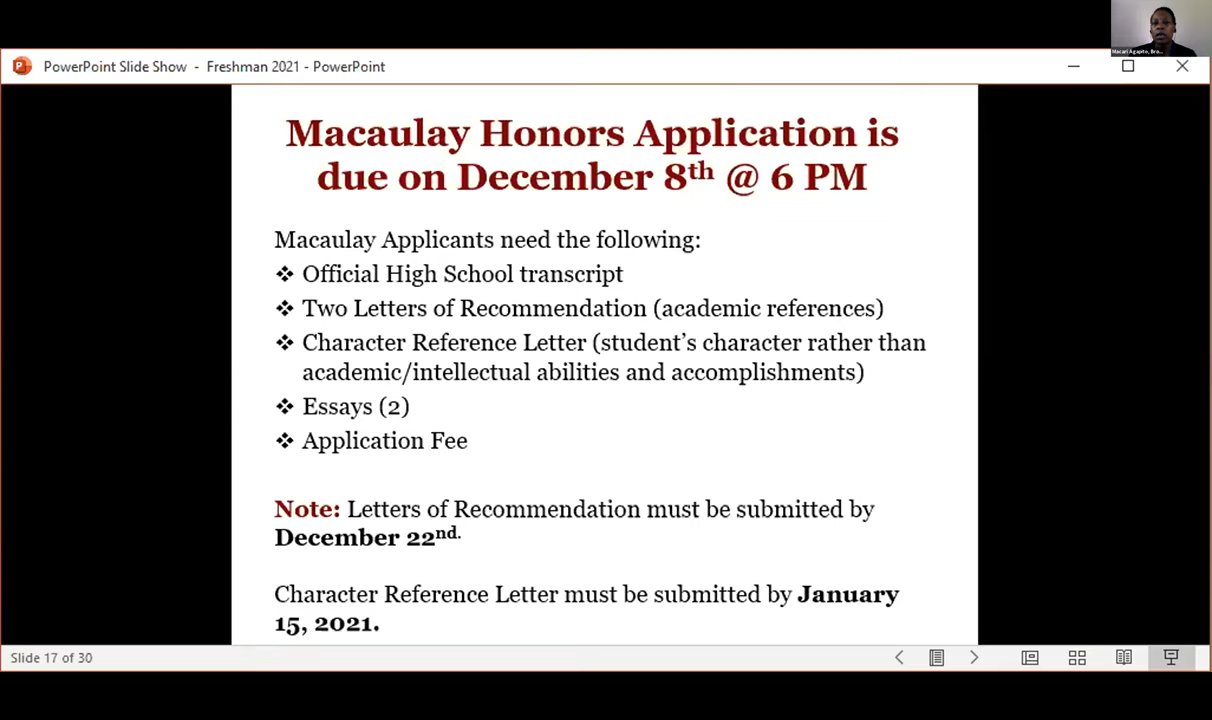 Macari Agapito, Bro...
PowerPoint Slide Show - Freshman 2021 - PowerPoint
Macaulay Honors Application is
due on December 8th @ 6 PM
Macaulay Applicants need the following:
❖ Official High School transcript
❖ Two Letters of Recommendation (academic references)
❖ Character Reference Letter (student's character rather than
academic/intellectual abilities and accomplishments)
❖ Essays (2)
❖ Application Fee
Note: Letters of Recommendation must be submitted by
December 22nd.
Character Reference Letter must be submitted by January
15, 2021.
Slide 17 of 30